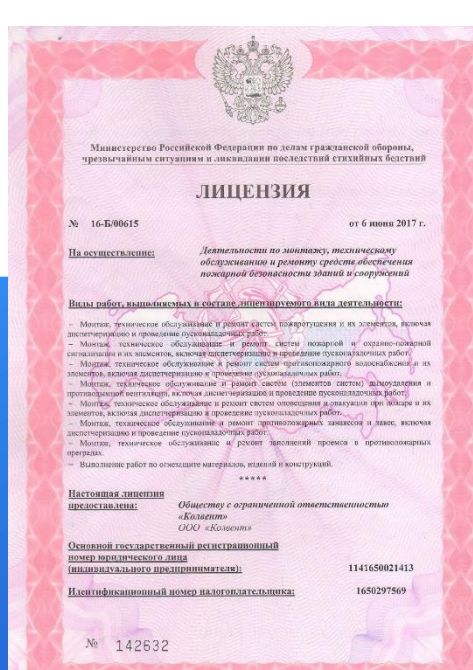 Министерство Российской Федерации по делам гражданской обороны,
чрезвычайным ситуациям и ликвидации последствий стихийных бедствий
ЛИЦЕНЗИЯ
№ 16-Б/00615 от 6 июня 2017 г.
На осуществление: Деятельности по монтажу, техническому
обслуживанию и ремонту средств обеспечения
пожарной безопасности зданий и сооружений
Виды работ, выполняемых в составе лицензируемого вида деятельности:
– Монтаж, техническое обслуживание и ремонт систем пожаротушения и их элементов, включая
диспетчеризацию и проведение пусконаладочных работ.
– Монтаж, техническое обслуживание и ремонт систем пожарной и охранно-пожарной
сигнализации и их элементов, включая диспетчеризацию и проведение пусконаладочных работ.
– Монтаж, техническое обслуживание и ремонт систем противопожарного водоснабжения и их
элементов, включая диспетчеризацию и проведение пусконаладочных работ.
– Монтаж, техническое обслуживание и ремонт систем (элементов систем) дымоудаления и
противодымной вентиляции, включая диспетчеризацию и проведение пусконаладочных работ.
– Монтаж, техническое обслуживание и ремонт систем оповещения и эвакуации при пожаре и их
элементов, включая диспетчеризацию и проведение пусконаладочных работ.
– Монтаж, техническое обслуживание и ремонт противопожарных занавесов и завес, включая
диспетчеризацию и проведение пусконаладочных работ.
– Монтаж, техническое обслуживание и ремонт заполнений проемов в противопожарных
преградах.
– Выполнение работ по огнезащите материалов, изделий и конструкций.
*****
Настоящая лицензия
предоставлена: Обществу с ограниченной ответственностью
«Колвент»
ООО «Колвент»
Основной государственный регистрационный
номер юридического лица
(индивидуального предпринимателя): 1141650021413
Идентификационный номер налогоплательщика: 1650297569
№ 142632